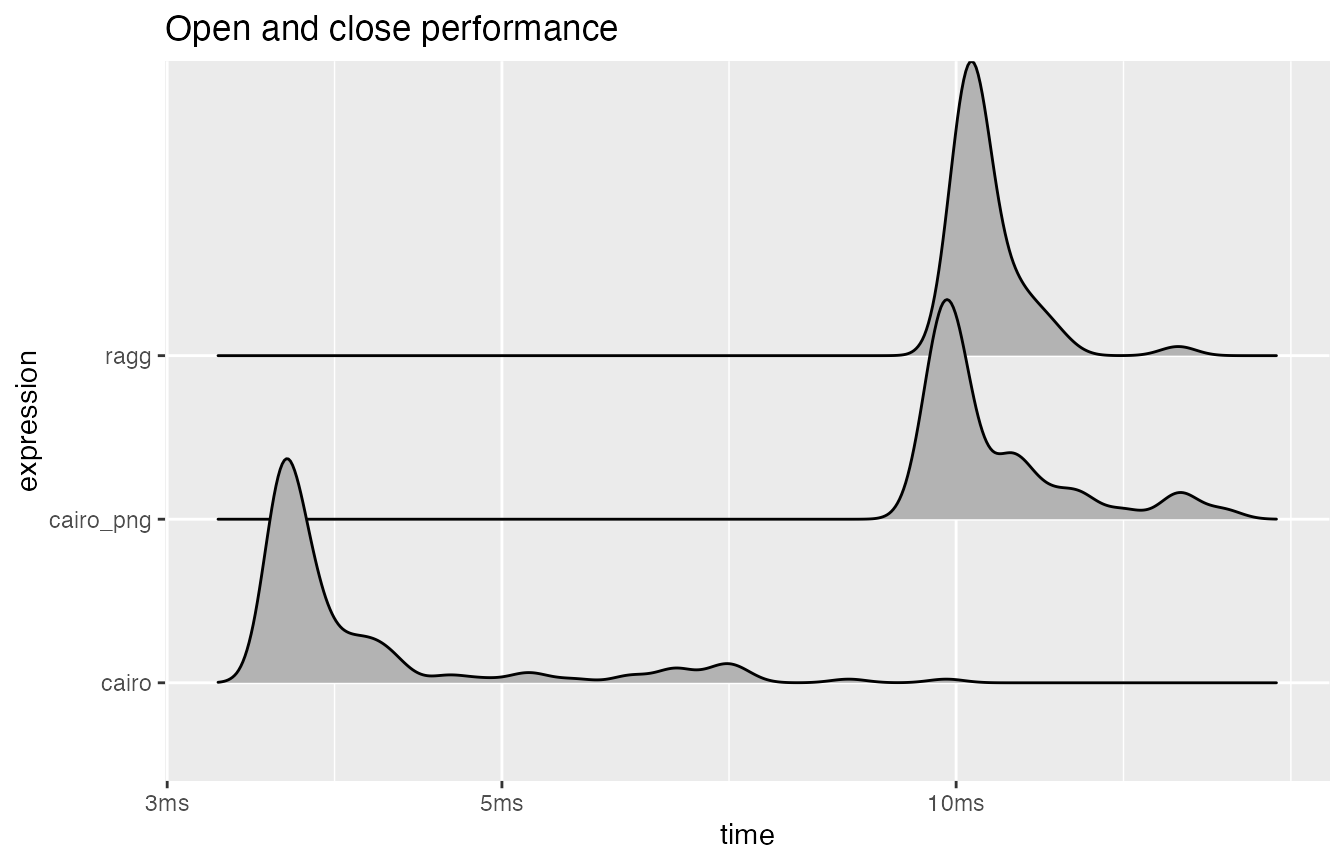 Open and close performance
expression
ragg
cairo_png
cairo
3ms
5ms
10ms
time